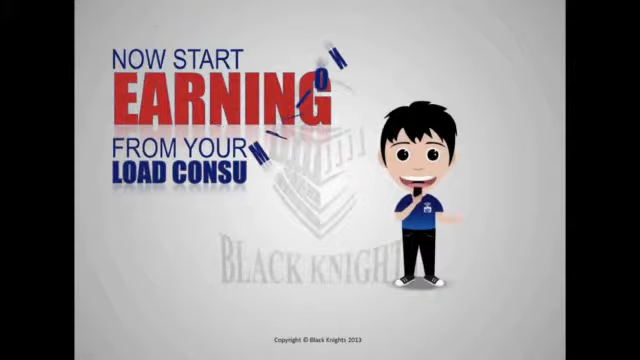 NOW START
EARNING
FROM YOUR
LOAD CONSU
BLACK KNIGHT
Copyright © Black Knights 2013